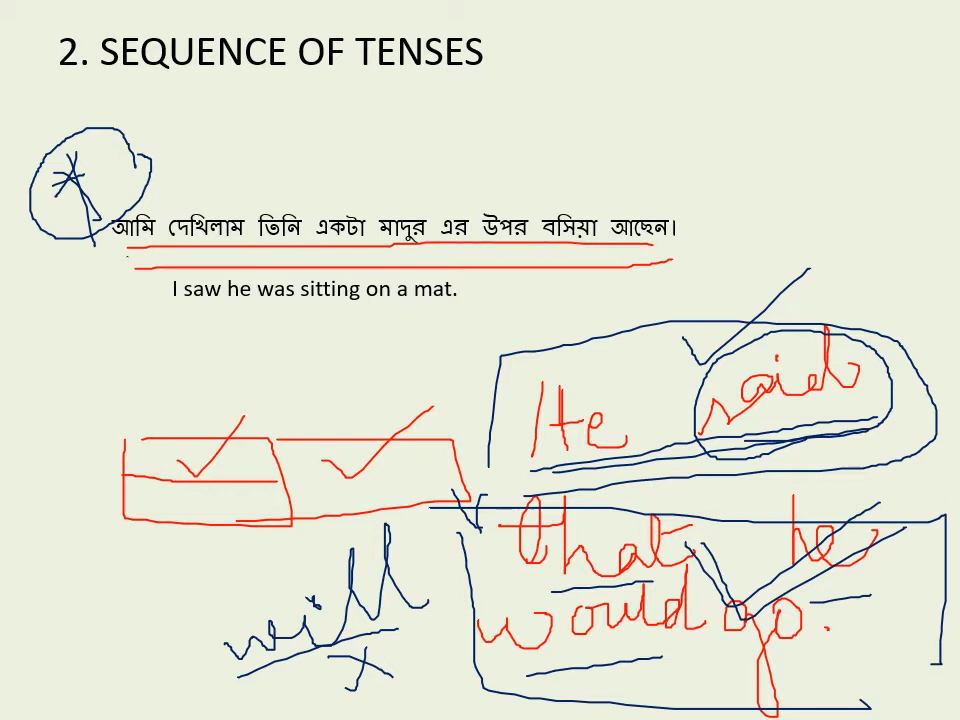 2. SEQUENCE OF TENSES
আমি দেখিলাম তিনি একটা মাদুর এর উপর বসিয়া আছেন।
I saw he was sitting on a mat.
He said
that he
would go.
will